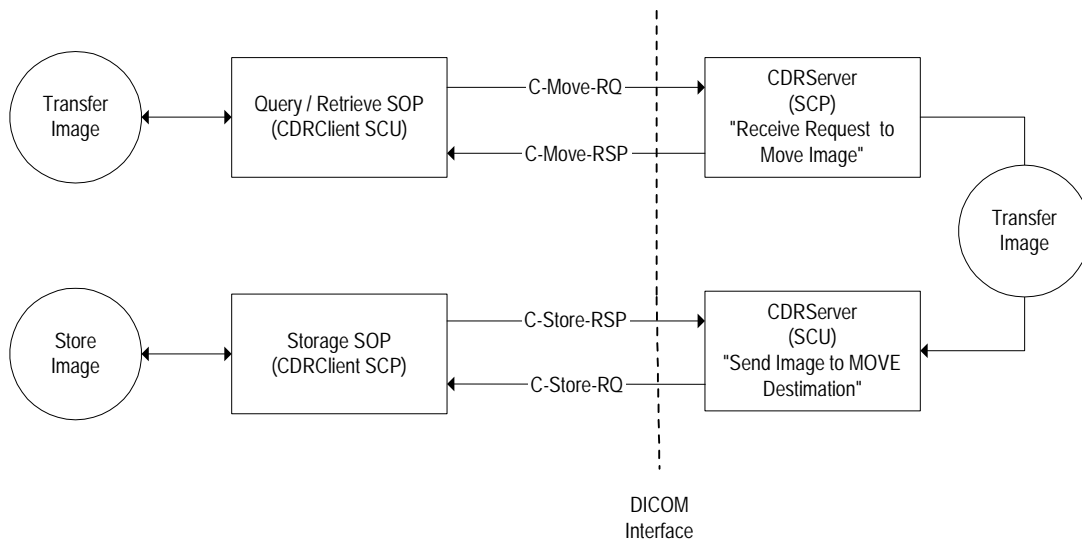 Transfer
Image
Query / Retrieve SOP
(CDRClient SCU)
C-Move-RQ
C-Move-RSP
CDRServer
(SCP)
"Receive Request to
Move Image"
Transfer
Image
Store
Image
Storage SOP
(CDRClient SCP)
C-Store-RSP
C-Store-RQ
CDRServer
(SCU)
"Send Image to MOVE
Destimation"
DICOM
Interface